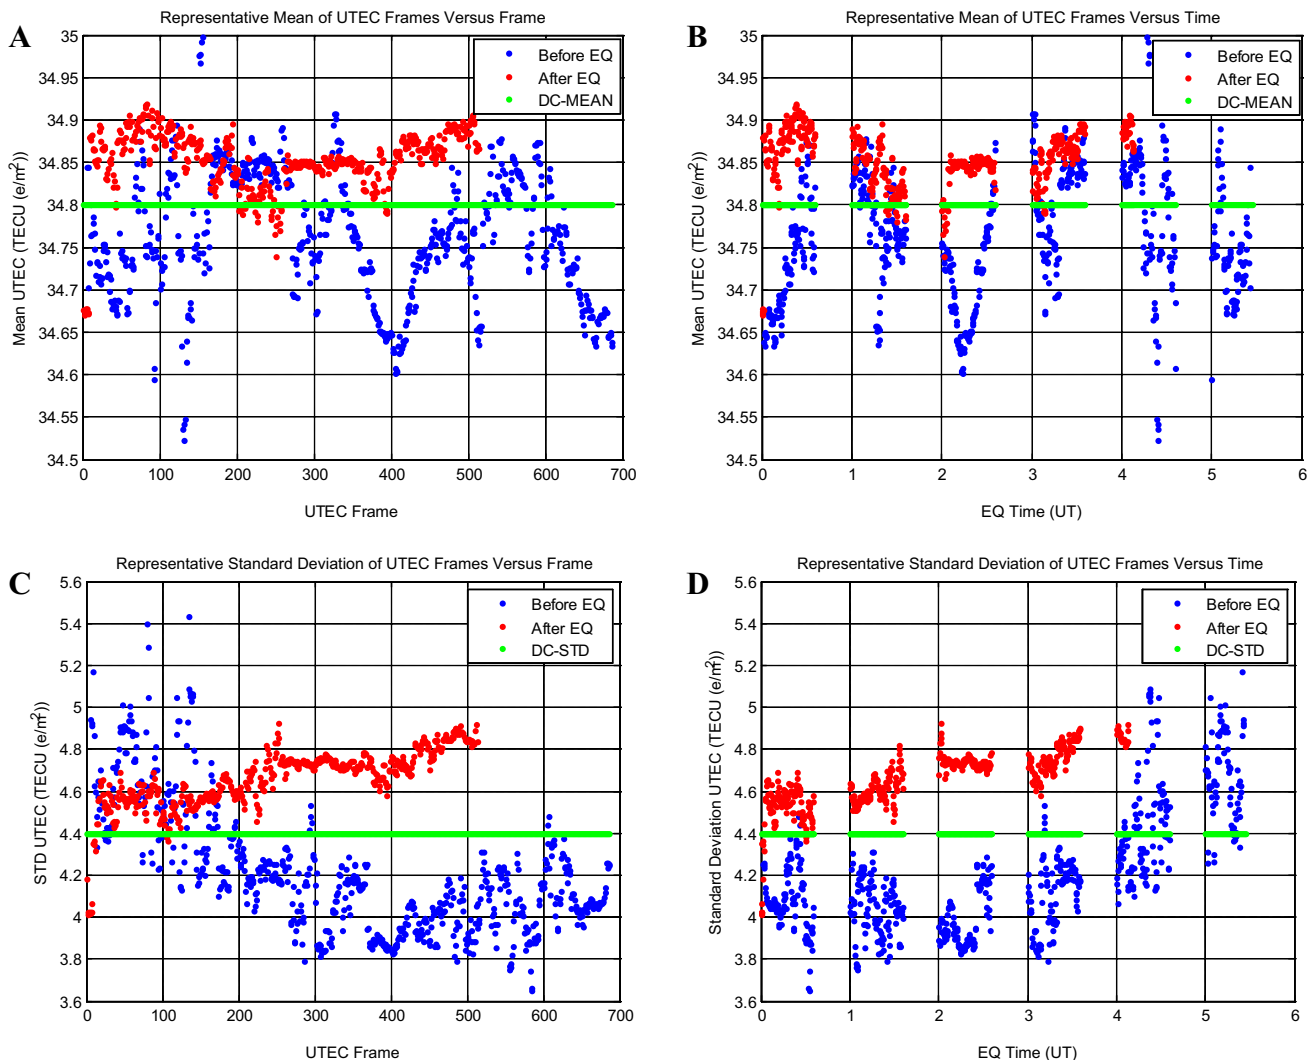 A
Representative Mean of UTEC Frames Versus Frame
35
34.95
34.9
34.85
34.8
34.75
34.7
34.65
34.6
34.55
34.5
Mean UTEC (TECU (e/m²))
Before EQ
After EQ
DC-MEAN
0 100 200 300 400 500 600 700
UTEC Frame
B
Representative Mean of UTEC Frames Versus Time
35
34.95
34.9
34.85
34.8
34.75
34.7
34.65
34.6
34.55
34.5
Mean UTEC (TECU (e/m²))
Before EQ
After EQ
DC-MEAN
0 1 2 3 4 5 6
EQ Time (UT)
C
Representative Standard Deviation of UTEC Frames Versus Frame
5.6
5.4
5.2
5
4.8
4.6
4.4
4.2
4
3.8
3.6
STD UTEC (TECU (e/m²))
Before EQ
After EQ
DC-STD
0 100 200 300 400 500 600 700
UTEC Frame
D
Representative Standard Deviation of UTEC Frames Versus Time
5.6
5.4
5.2
5
4.8
4.6
4.4
4.2
4
3.8
3.6
Standard Deviation UTEC (TECU (e/m²))
Before EQ
After EQ
DC-STD
0 1 2 3 4 5 6
EQ Time (UT)